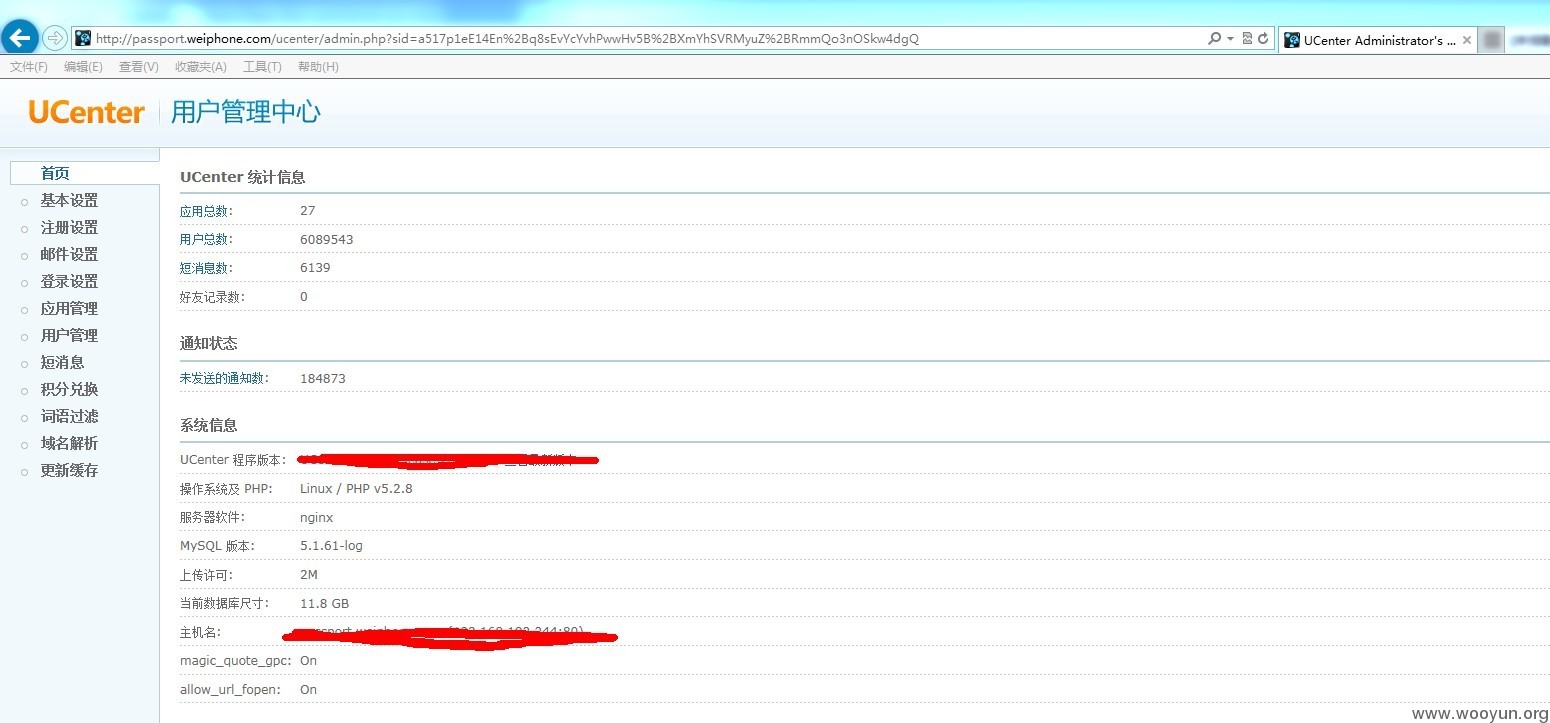 http://passport.weiphone.com/ucenter/admin.php?sid=a517p1eE14En%2Bq8sEvYcYvhPwwHv5B%2BXmYhSVRMyuZ%2BRmmQo3nOSkw4dgQ
UCenter Administrator's ...
文件(F) 编辑(E) 查看(V) 收藏夹(A) 工具(T) 帮助(H)
UCenter 用户管理中心
首页
基本设置
注册设置
邮件设置
登录设置
应用管理
用户管理
短消息
积分兑换
词语过滤
域名解析
更新缓存
UCenter 统计信息
应用总数: 27
用户总数: 6089543
短消息数: 6139
好友记录数: 0
通知状态
未发送的通知数: 184873
系统信息
UCenter 程序版本:
操作系统及 PHP: Linux / PHP v5.2.8
服务器软件: nginx
MySQL 版本: 5.1.61-log
上传许可: 2M
当前数据库尺寸: 11.8 GB
主机名:
magic_quote_gpc: On
allow_url_fopen: On
www.wooyun.org